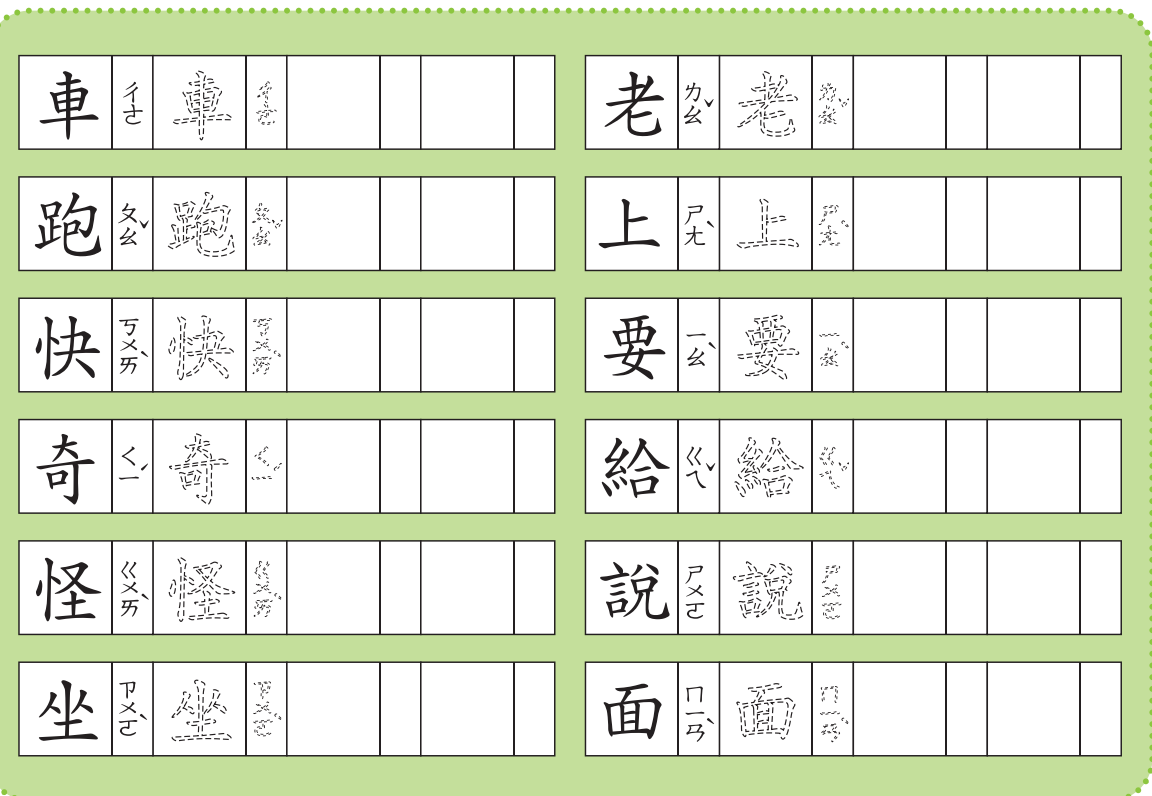 車 ㄔㄜ 車 ㄔㄜ
跑 ㄆㄠˇ 跑 ㄆㄠˇ
快 ㄎㄨㄞˋ 快 ㄎㄨㄞˋ
奇 ㄑㄧˊ 奇 ㄑㄧˊ
怪 ㄍㄨㄞˋ 怪 ㄍㄨㄞˋ
坐 ㄗㄨㄛˋ 坐 ㄗㄨㄛˋ
老 ㄌㄠˇ 老 ㄌㄠˇ
上 ㄕㄤˋ 上 ㄕㄤˋ
要 ㄧㄠˋ 要 ㄧㄠˋ
給 ㄍㄟˇ 給 ㄍㄟˇ
說 ㄕㄨㄛ 說 ㄕㄨㄛ
面 ㄇㄧㄢˋ 面 ㄇㄧㄢˋ